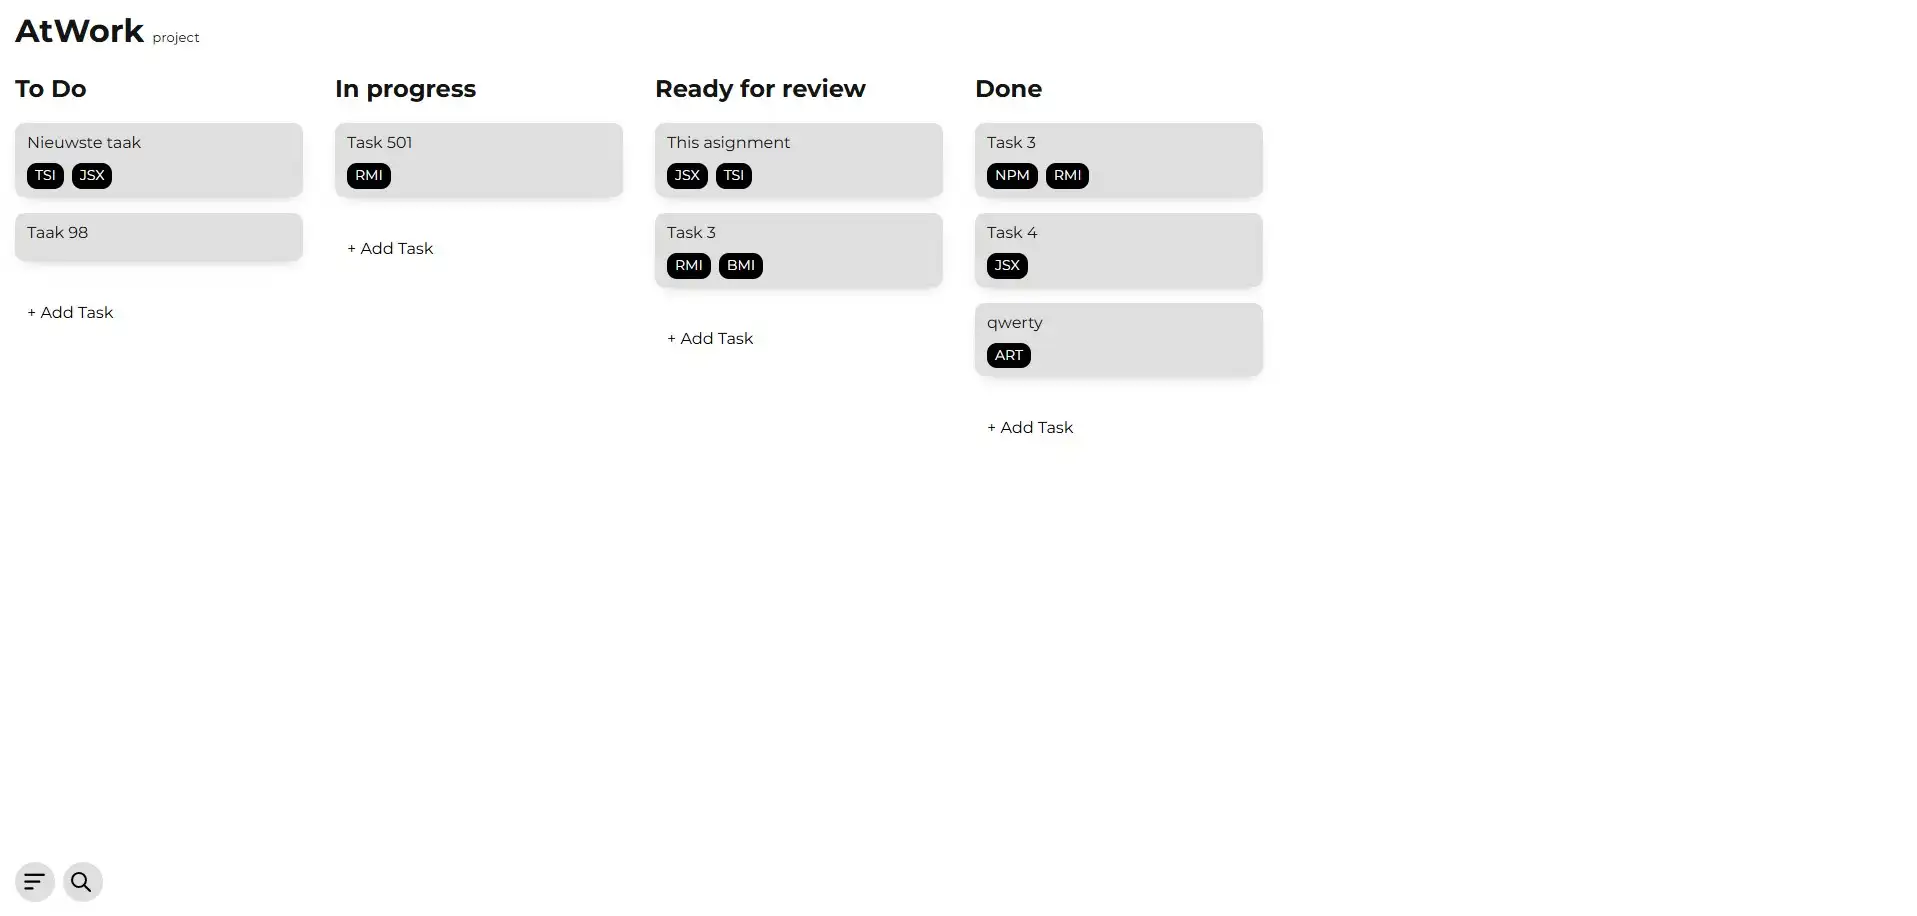 AtWork project
To Do
Nieuwste taak
TSI JSX
Taak 98
+ Add Task
In progress
Task 501
RMI
+ Add Task
Ready for review
This asignment
JSX TSI
Task 3
RMI BMI
+ Add Task
Done
Task 3
NPM RMI
Task 4
JSX
qwerty
ART
+ Add Task